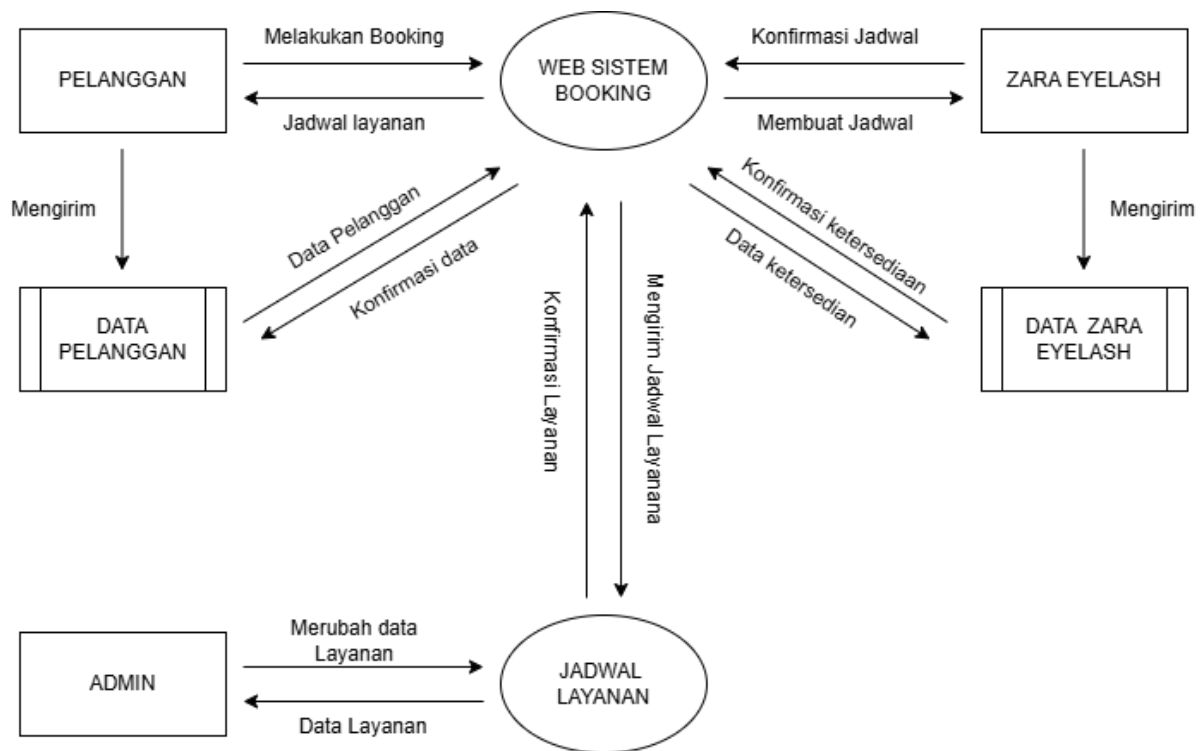 Melakukan Booking
Konfirmasi Jadwal
PELANGGAN
WEB SISTEM
BOOKING
ZARA EYELASH
Jadwal layanan
Membuat Jadwal
Mengirim
Data Pelanggan
Konfirmasi data
Konfirmasi ketersediaan
Data ketersedian
Mengirim
DATA
PELANGGAN
DATA ZARA
EYELASH
Konfirmasi Layanan
Mengirim Jadwal Layanana
Merubah data
Layanan
ADMIN
JADWAL
LAYANAN
Data Layanan